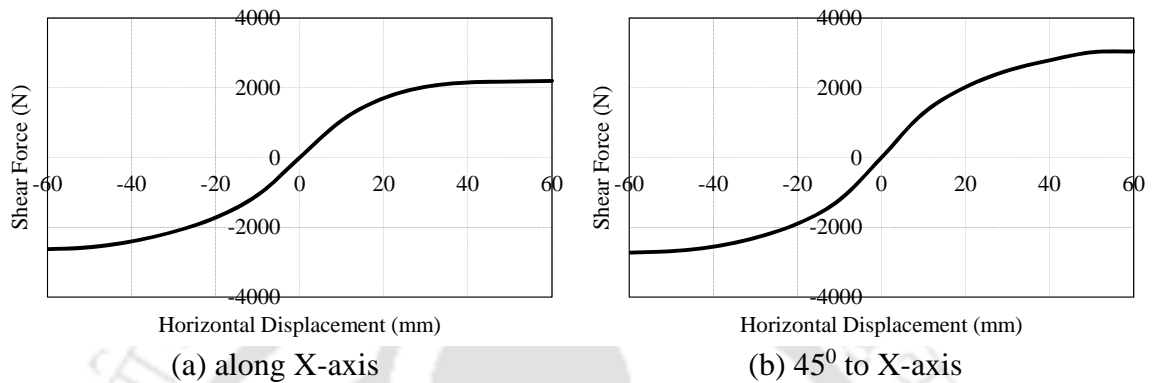 4000
2000
0
-2000
-4000
-60 -40 -20 0 20 40 60
Shear Force (N)
Horizontal Displacement (mm)
(a) along X-axis
4000
2000
0
-2000
-4000
-60 -40 -20 0 20 40 60
Shear Force (N)
Horizontal Displacement (mm)
(b) 45⁰ to X-axis